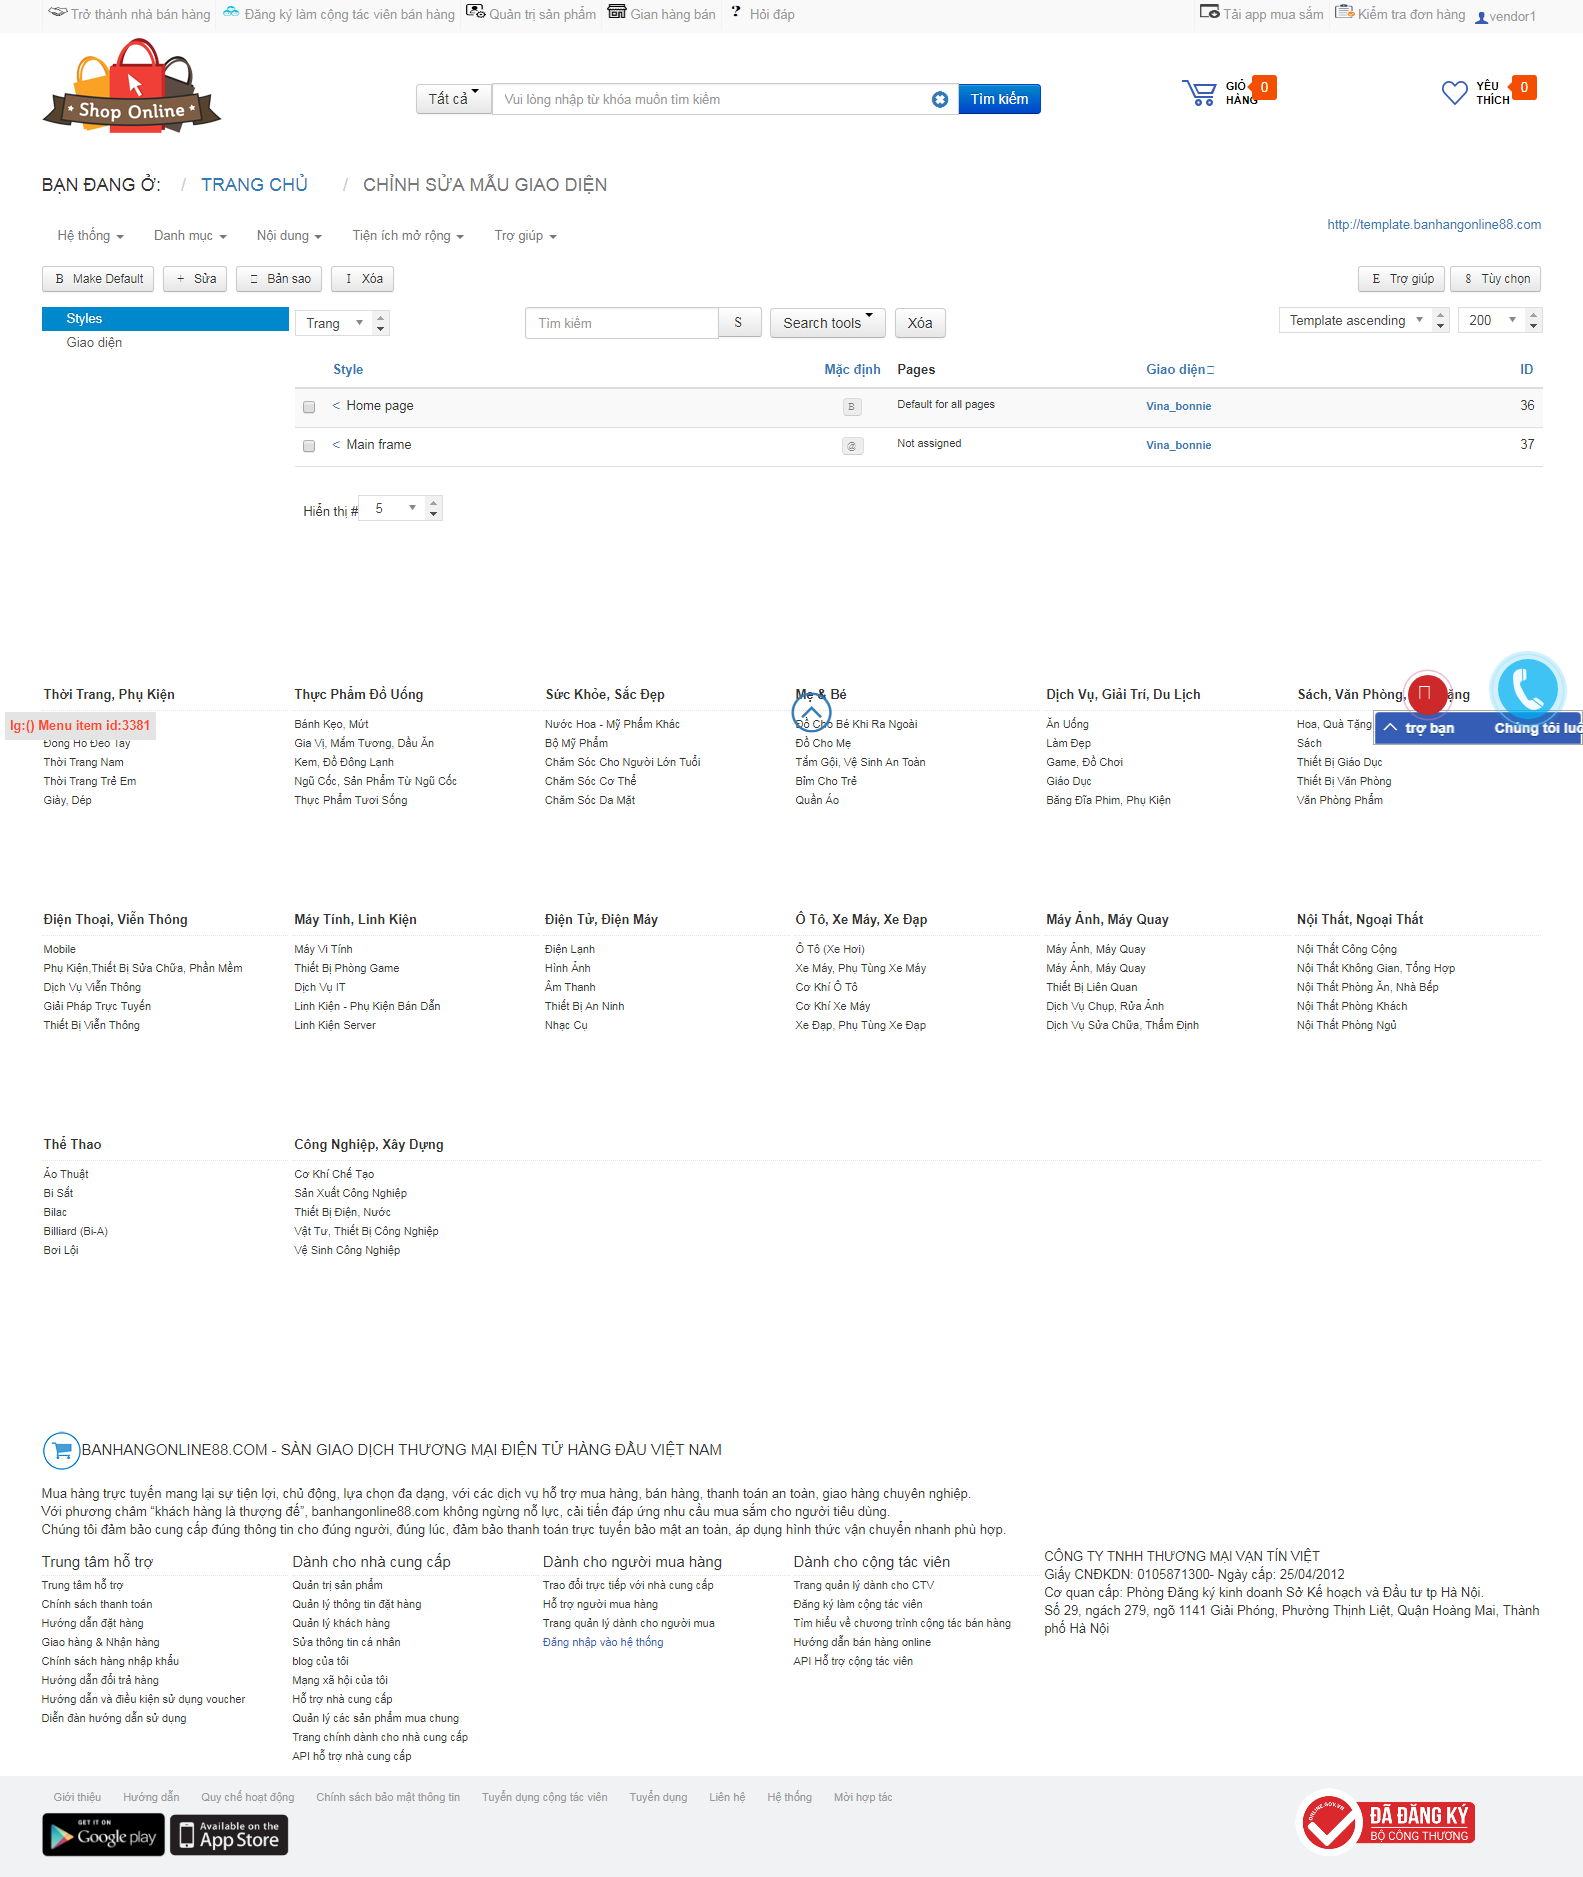 Trở thành nhà bán hàng
Đăng ký làm cộng tác viên bán hàng
Quản trị sản phẩm
Gian hàng bán
? Hỏi đáp
Tải app mua sắm
Kiểm tra đơn hàng
vendor1
Shop Online
Tất cả
Vui lòng nhập từ khóa muốn tìm kiếm
Tìm kiếm
GIỎ HÀNG
0
YÊU THÍCH
0
BẠN ĐANG Ở: / TRANG CHỦ / CHỈNH SỬA MẪU GIAO DIỆN
http://template.banhangonline88.com
Hệ thống
Danh mục
Nội dung
Tiện ích mở rộng
Trợ giúp
B Make Default
+ Sửa
Bản sao
I Xóa
E Trợ giúp
8 Tùy chọn
Styles
Giao diện
Trang
Tìm kiếm
S
Search tools
Xóa
Template ascending
200
Style
Mặc định
Pages
Giao diện
ID
< Home page
B
Default for all pages
Vina_bonnie
36
< Main frame
@
Not assigned
Vina_bonnie
37
Hiển thị #
5
Thời Trang, Phụ Kiện
lg:() Menu item id:3381
Đồng Hồ Đeo Tay
Thời Trang Nam
Thời Trang Trẻ Em
Giày, Dép
Thực Phẩm Đồ Uống
Bánh Kẹo, Mứt
Gia Vị, Mắm Tương, Dầu Ăn
Kem, Đồ Đông Lạnh
Ngũ Cốc, Sản Phẩm Từ Ngũ Cốc
Thực Phẩm Tươi Sống
Sức Khỏe, Sắc Đẹp
Nước Hoa - Mỹ Phẩm Khác
Bộ Mỹ Phẩm
Chăm Sóc Cho Người Lớn Tuổi
Chăm Sóc Cơ Thể
Chăm Sóc Da Mặt
Mẹ & Bé
Đồ Cho Bé Khi Ra Ngoài
Đồ Cho Mẹ
Tắm Gội, Vệ Sinh An Toàn
Bỉm Cho Trẻ
Quần Áo
Dịch Vụ, Giải Trí, Du Lịch
Ăn Uống
Làm Đẹp
Game, Đồ Chơi
Giáo Dục
Băng Đĩa Phim, Phụ Kiện
Sách, Văn Phòng,
Hoa, Quà Tặng
Sách
Thiết Bị Giáo Dục
Thiết Bị Văn Phòng
Văn Phòng Phẩm
trợ bạn
Chúng tôi
Điện Thoại, Viễn Thông
Mobile
Phụ Kiện,Thiết Bị Sửa Chữa, Phần Mềm
Dịch Vụ Viễn Thông
Giải Pháp Trực Tuyến
Thiết Bị Viễn Thông
Máy Tính, Linh Kiện
Máy Vi Tính
Thiết Bị Phòng Game
Dịch Vụ IT
Linh Kiện - Phụ Kiện Bán Dẫn
Linh Kiện Server
Điện Tử, Điện Máy
Điện Lạnh
Hình Ảnh
Âm Thanh
Thiết Bị An Ninh
Nhạc Cụ
Ô Tô, Xe Máy, Xe Đạp
Ô Tô (Xe Hơi)
Xe Máy, Phụ Tùng Xe Máy
Cơ Khí Ô Tô
Cơ Khí Xe Máy
Xe Đạp, Phụ Tùng Xe Đạp
Máy Ảnh, Máy Quay
Máy Ảnh, Máy Quay
Máy Ảnh, Máy Quay
Thiết Bị Liên Quan
Dịch Vụ Chụp, Rửa Ảnh
Dịch Vụ Sửa Chữa, Thẩm Định
Nội Thất, Ngoại Thất
Nội Thất Công Cộng
Nội Thất Không Gian, Tổng Hợp
Nội Thất Phòng Ăn, Nhà Bếp
Nội Thất Phòng Khách
Nội Thất Phòng Ngủ
Thể Thao
Ảo Thuật
Bi Sắt
Bilac
Billiard (Bi-A)
Bơi Lội
Công Nghiệp, Xây Dựng
Cơ Khí Chế Tạo
Sản Xuất Công Nghiệp
Thiết Bị Điện, Nước
Vật Tư, Thiết Bị Công Nghiệp
Vệ Sinh Công Nghiệp
BANHANGONLINE88.COM - SÀN GIAO DỊCH THƯƠNG MẠI ĐIỆN TỬ HÀNG ĐẦU VIỆT NAM
Mua hàng trực tuyến mang lại sự tiện lợi, chủ động, lựa chọn đa dạng, với các dịch vụ hỗ trợ mua hàng, bán hàng, thanh toán an toàn, giao hàng chuyên nghiệp.
Với phương châm “khách hàng là thượng đế”, banhangonline88.com không ngừng nỗ lực, cải tiến đáp ứng nhu cầu mua sắm cho người tiêu dùng.
Chúng tôi đảm bảo cung cấp đúng thông tin cho đúng người, đúng lúc, đảm bảo thanh toán trực tuyến bảo mật an toàn, áp dụng hình thức vận chuyển nhanh phù hợp.
Trung tâm hỗ trợ
Trung tâm hỗ trợ
Chính sách thanh toán
Hướng dẫn đặt hàng
Giao hàng & Nhận hàng
Chính sách hàng nhập khẩu
Hướng dẫn đổi trả hàng
Hướng dẫn và điều kiện sử dụng voucher
Diễn đàn hướng dẫn sử dụng
Dành cho nhà cung cấp
Quản trị sản phẩm
Quản lý thông tin đặt hàng
Quản lý khách hàng
Sửa thông tin cá nhân
blog của tôi
Mạng xã hội của tôi
Hỗ trợ nhà cung cấp
Quản lý các sản phẩm mua chung
Trang chính dành cho nhà cung cấp
API hỗ trợ nhà cung cấp
Dành cho người mua hàng
Trao đổi trực tiếp với nhà cung cấp
Hỗ trợ người mua hàng
Trang quản lý dành cho người mua
Đăng nhập vào hệ thống
Dành cho cộng tác viên
Trang quản lý dành cho CTV
Đăng ký làm cộng tác viên
Tìm hiểu về chương trình cộng tác bán hàng
Hướng dẫn bán hàng online
API Hỗ trợ cộng tác viên
CÔNG TY TNHH THƯƠNG MẠI VẠN TÍN VIỆT
Giấy CNĐKDN: 0105871300- Ngày cấp: 25/04/2012
Cơ quan cấp: Phòng Đăng ký kinh doanh Sở Kế hoạch và Đầu tư tp Hà Nội.
Số 29, ngách 279, ngõ 1141 Giải Phóng, Phường Thịnh Liệt, Quận Hoàng Mai, Thành
phố Hà Nội
Giới thiệu
Hướng dẫn
Quy chế hoạt động
Chính sách bảo mật thông tin
Tuyển dụng cộng tác viên
Tuyển dụng
Liên hệ
Hệ thống
Mời hợp tác
GET IT ON
Google play
Available on the
App Store
ONLINE.GOV.VN
ĐÃ ĐĂNG KÝ
BỘ CÔNG THƯƠNG